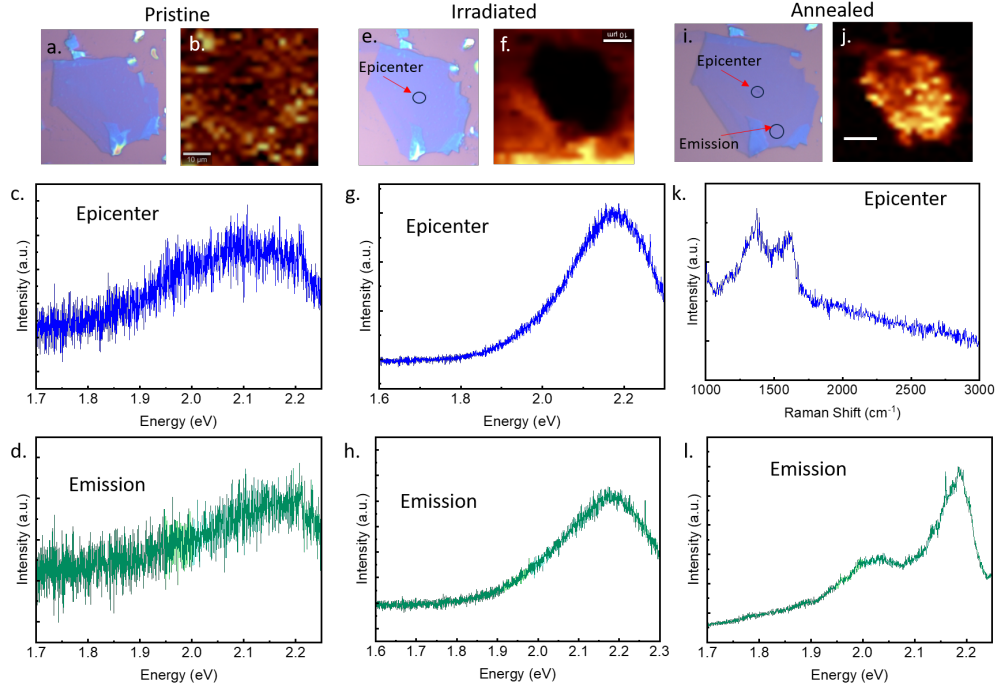 Pristine
Irradiated
Annealed
a.
b.
10 µm
e.
Epicenter
f.
10 µm
i.
Epicenter
Emission
j.
c.
Epicenter
Intensity (a.u.)
1.7 1.8 1.9 2.0 2.1 2.2
Energy (eV)
g.
Epicenter
Intensity (a.u.)
1.6 1.8 2.0 2.2
Energy (eV)
k.
Epicenter
Intensity (a.u.)
1000 1500 2000 2500 3000
Raman Shift (cm⁻¹)
d.
Emission
Intensity (a.u.)
1.7 1.8 1.9 2.0 2.1 2.2
Energy (eV)
h.
Emission
Intensity (a.u.)
1.6 1.7 1.8 1.9 2.0 2.1 2.2 2.3
Energy (eV)
l.
Emission
Intensity (a.u.)
1.7 1.8 1.9 2.0 2.1 2.2
Energy (eV)